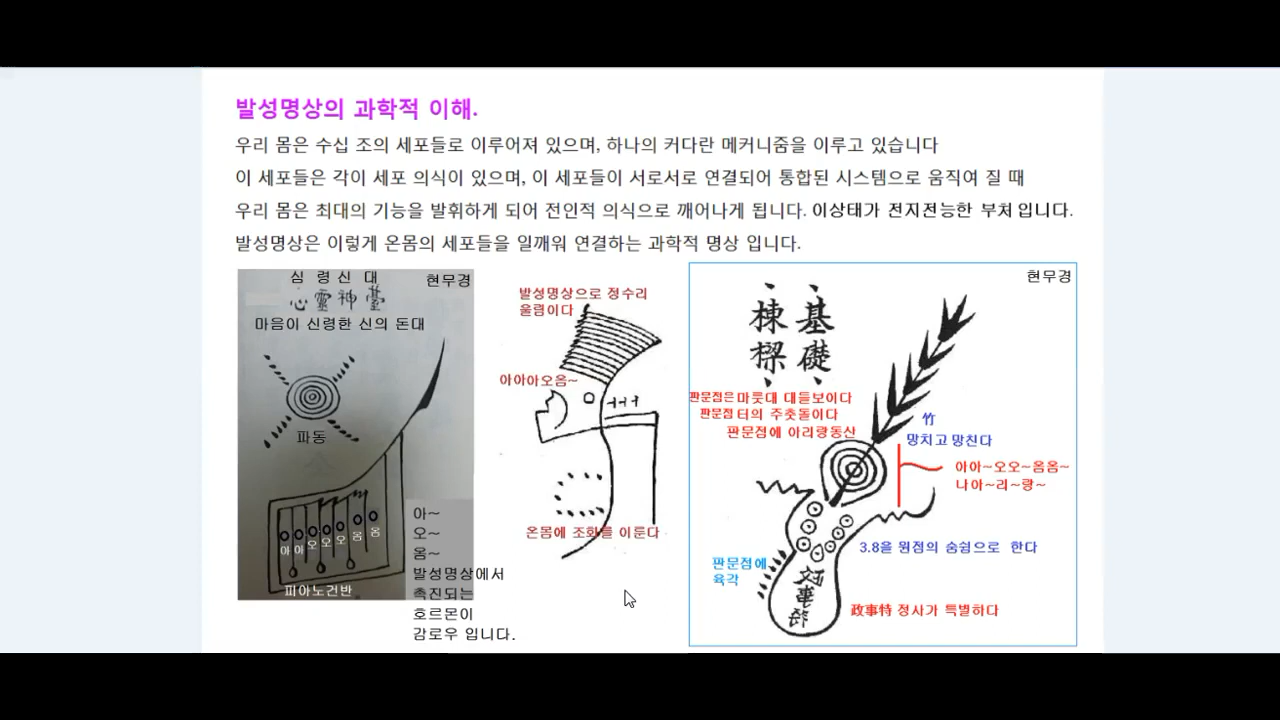 발성명상의 과학적 이해.
우리 몸은 수십 조의 세포들로 이루어져 있으며, 하나의 커다란 메커니줌을 이루고 있습니다
이 세포들은 각이 세포 의식이 있으며, 이 세포들이 서로서로 연결되어 통합된 시스템으로 움직여 질 때
우리 몸은 최대의 기능을 발휘하게 되어 전인적 의식으로 깨어나게 됩니다. 이상태가 전지전능한 부처 입니다.
발성명상은 이렇게 온몸의 세포들을 일깨워 연결하는 과학적 명상 입니다.
심 령 신 대
현무경
心靈神臺
마음이 신령한 신의 돈대
파동
아 아 오 오 오 옴 옴
피아노건반
아~
오~
옴~
발성명상에서
촉진되는
호르몬이
감로우 입니다.
발성명상으로 정수리
울림이다
아아아오옴~
온몸에 조화를 이룬다
현무경
基礎
棟樑
판문점은 마룻대 대들보이다
판문점 터의 주춧돌이다
판문점에 아리랑동산
竹
망치고 망친다
아아~오오~옴옴~
나아~리~랑~
3.8을 원점의 숨쉼으로 한다
판문점에
육각
政事特 정사가 특별하다